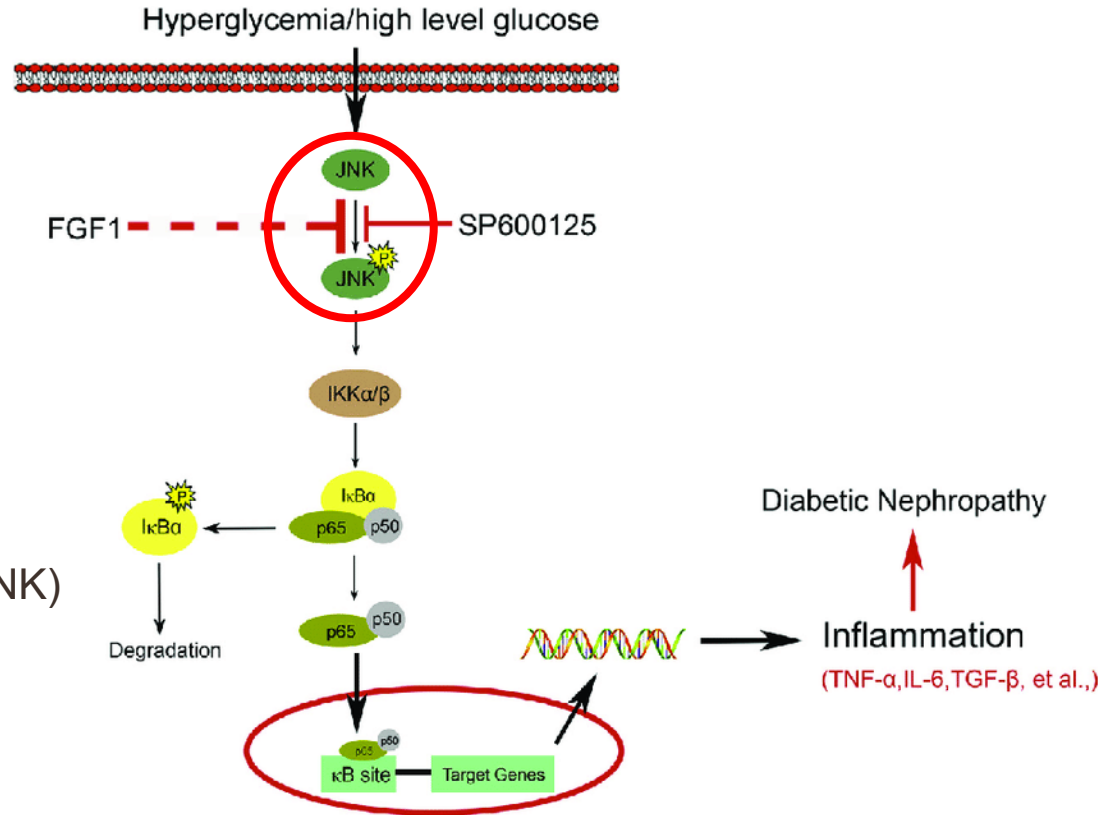 Hyperglycemia/high level glucose
JNK
FGF1
SP600125
P
JNK
IKKα/β
IκBα
p65
p50
P
IκBα
NK)
p65
p50
Degradation
Diabetic Nephropathy
Inflammation
(TNF-α,IL-6,TGF-β, et al.,)
p65
p50
κB site
Target Genes